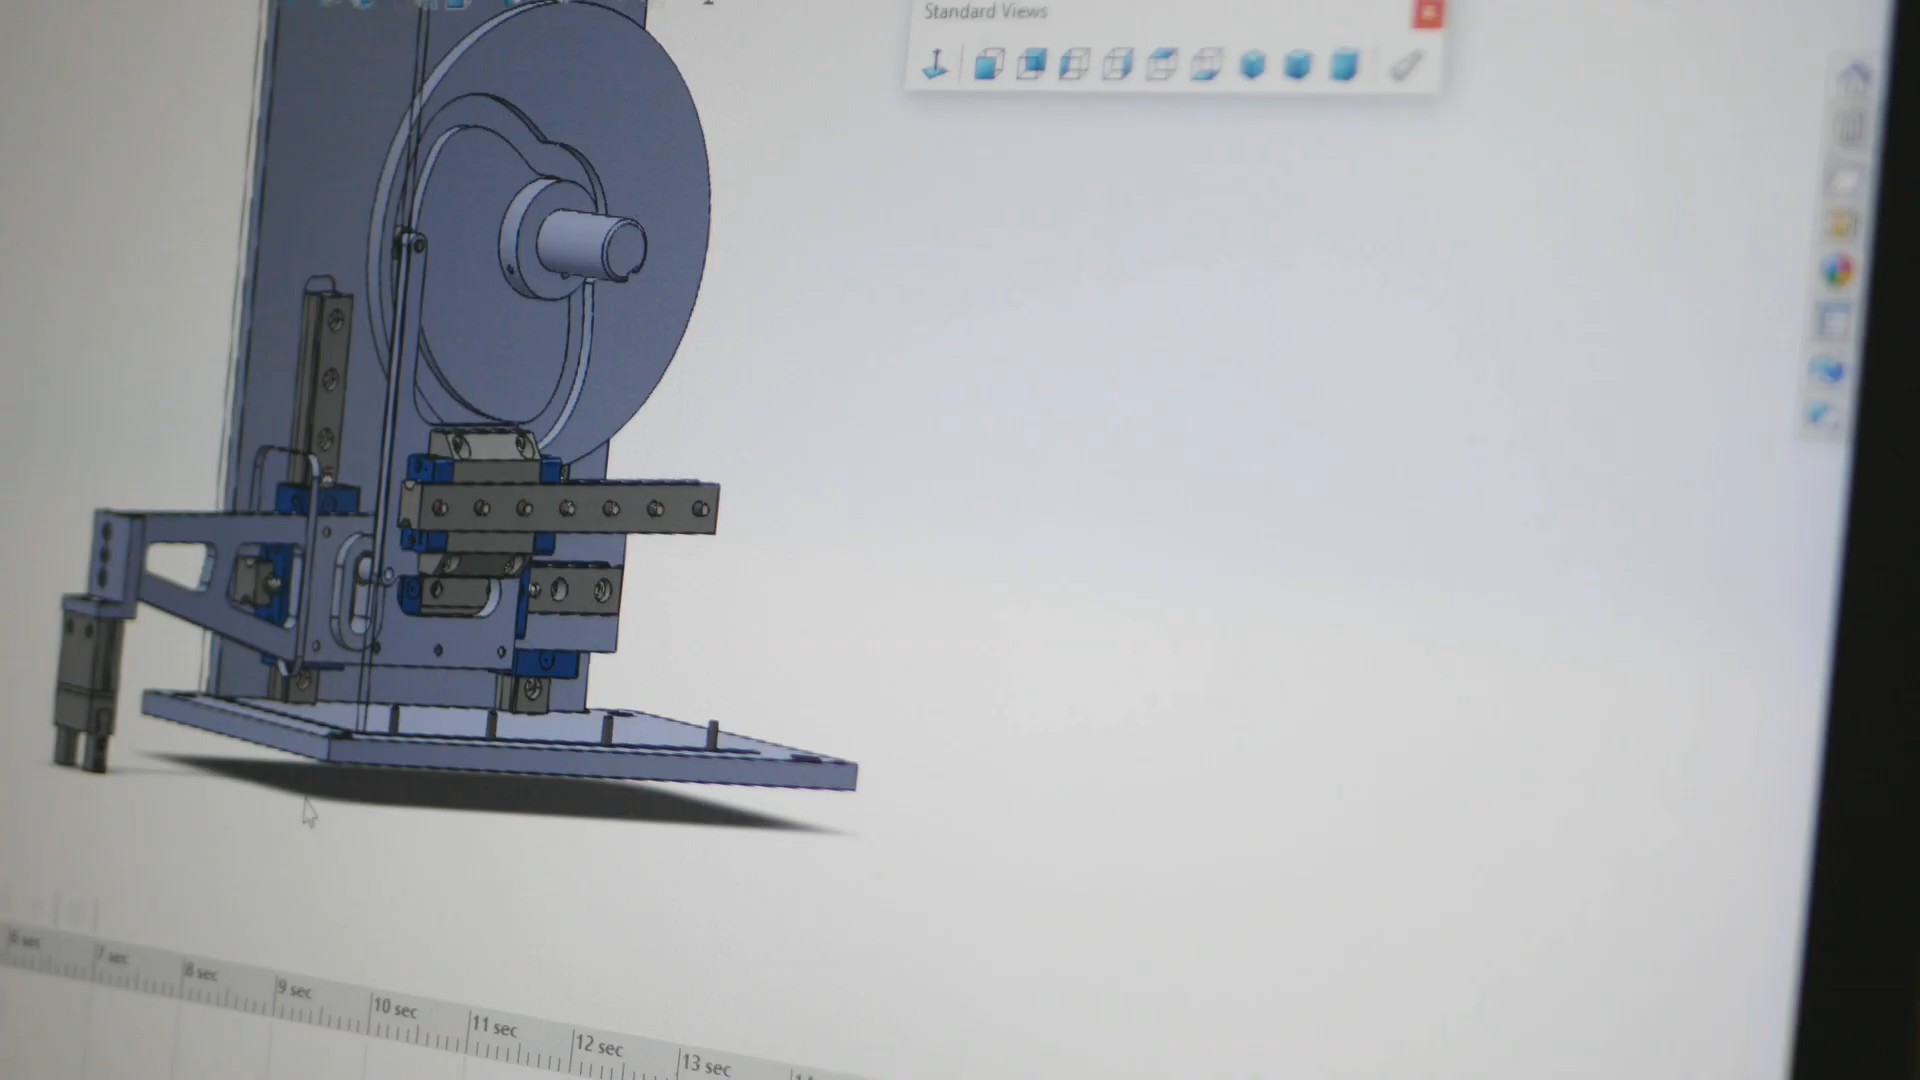 Standard Views
6 sec
7 sec
8 sec
9 sec
10 sec
11 sec
12 sec
13 sec